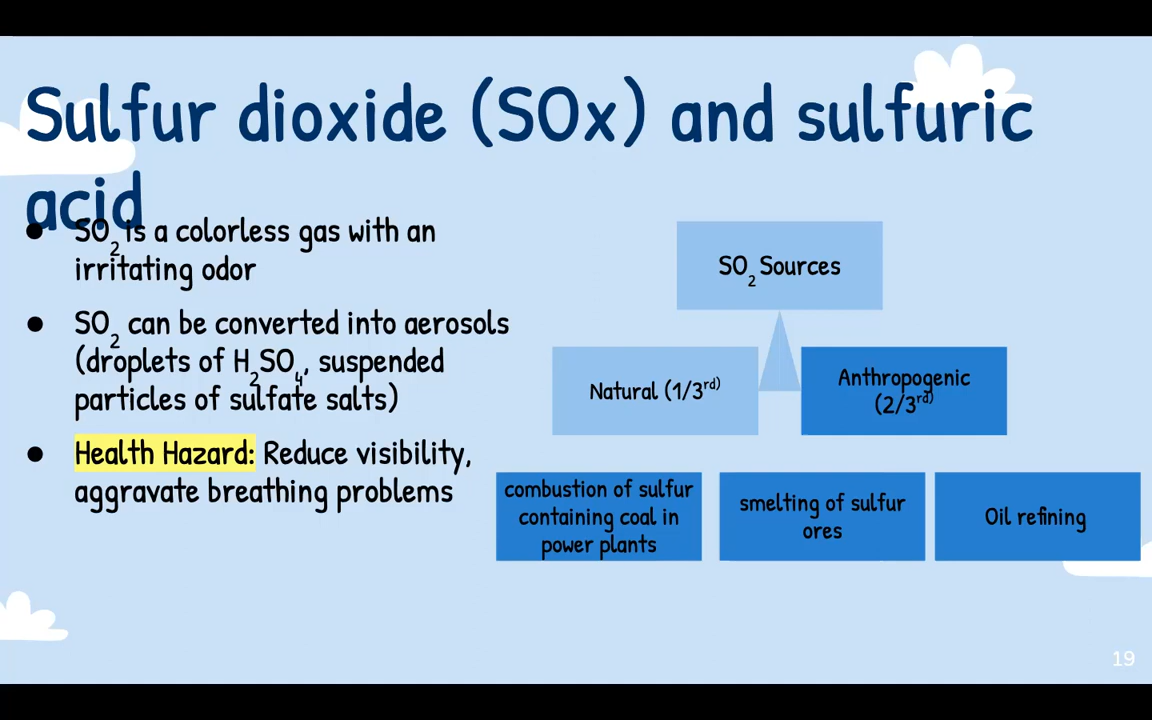 Sulfur dioxide (SOx) and sulfuric
acid
● SO₂ is a colorless gas with an
irritating odor
● SO₂ can be converted into aerosols
(droplets of H₂SO₄, suspended
particles of sulfate salts)
● Health Hazard: Reduce visibility,
aggravate breathing problems
SO₂ Sources
Natural (1/3ʳᵈ)
Anthropogenic
(2/3ʳᵈ)
combustion of sulfur
containing coal in
power plants
smelting of sulfur
ores
Oil refining
19